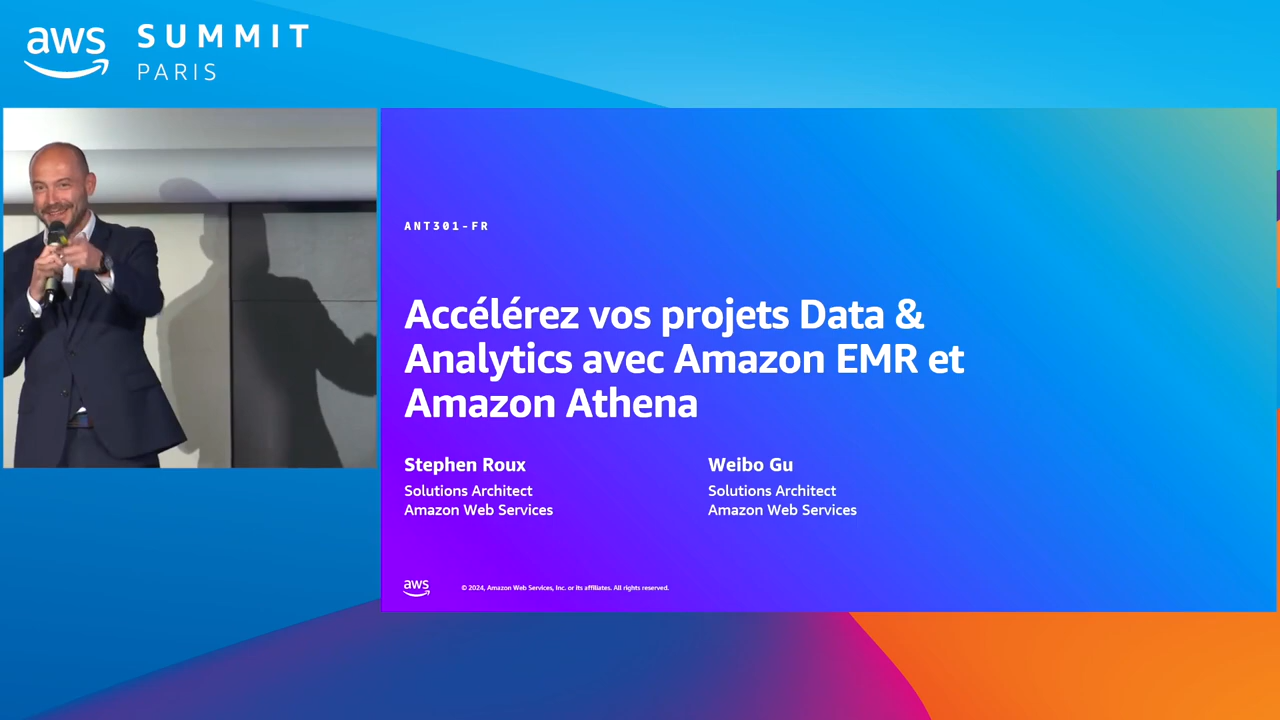 aws
SUMMIT
PARIS
ANT301-FR
Accélérez vos projets Data &
Analytics avec Amazon EMR et
Amazon Athena
Stephen Roux
Solutions Architect
Amazon Web Services
Weibo Gu
Solutions Architect
Amazon Web Services
aws
© 2024, Amazon Web Services, Inc. or its affiliates. All rights reserved.